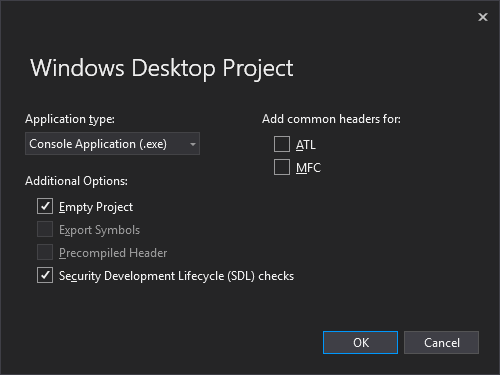 Windows Desktop Project
Application type:
Console Application (.exe)
Additional Options:
Empty Project
Export Symbols
Precompiled Header
Security Development Lifecycle (SDL) checks
Add common headers for:
ATL
MFC
OK
Cancel